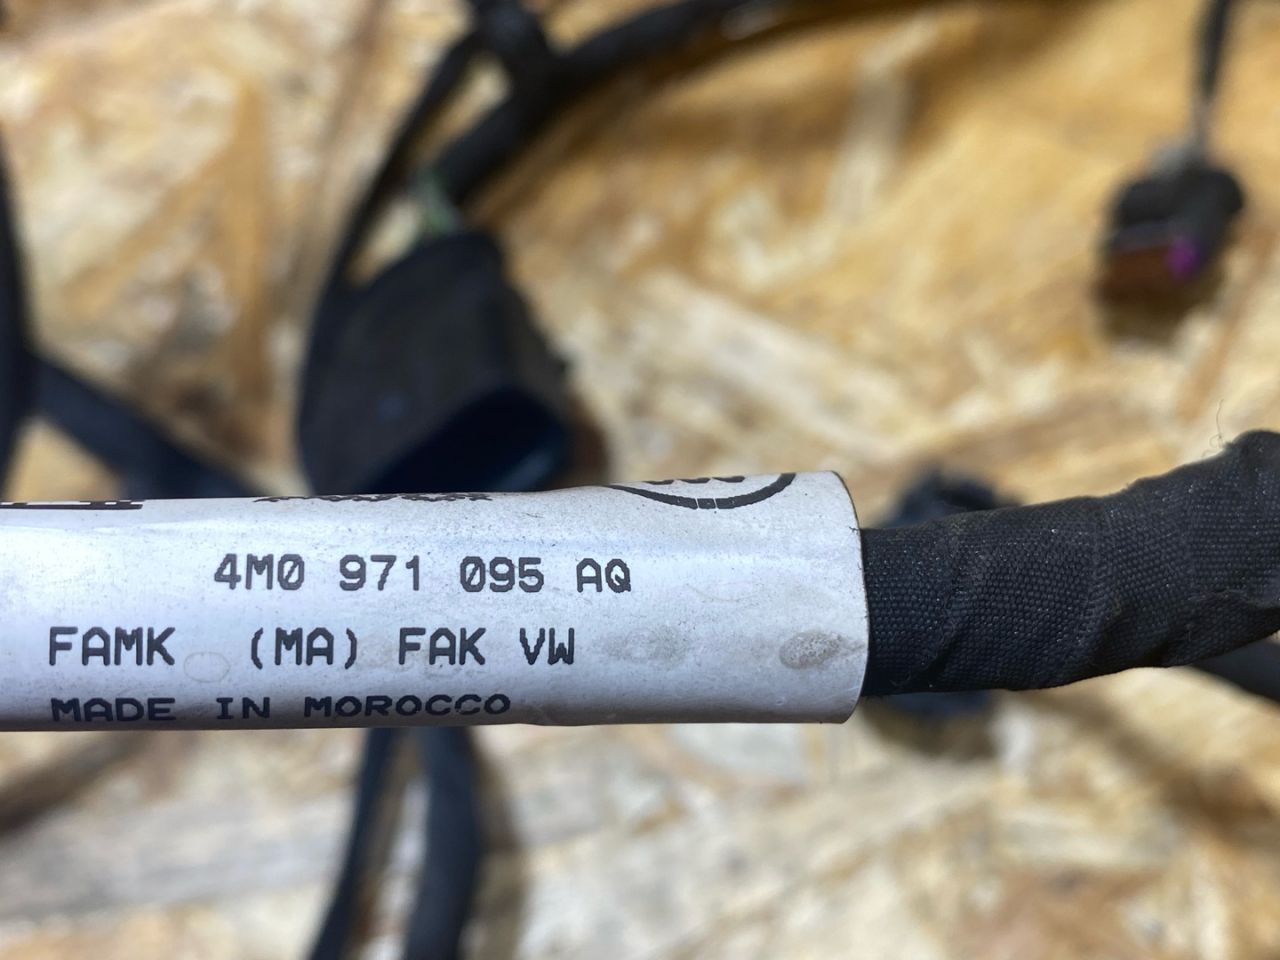 4M0 971 095 AQ
FAMK (MA) FAK VW
MADE IN MOROCCO